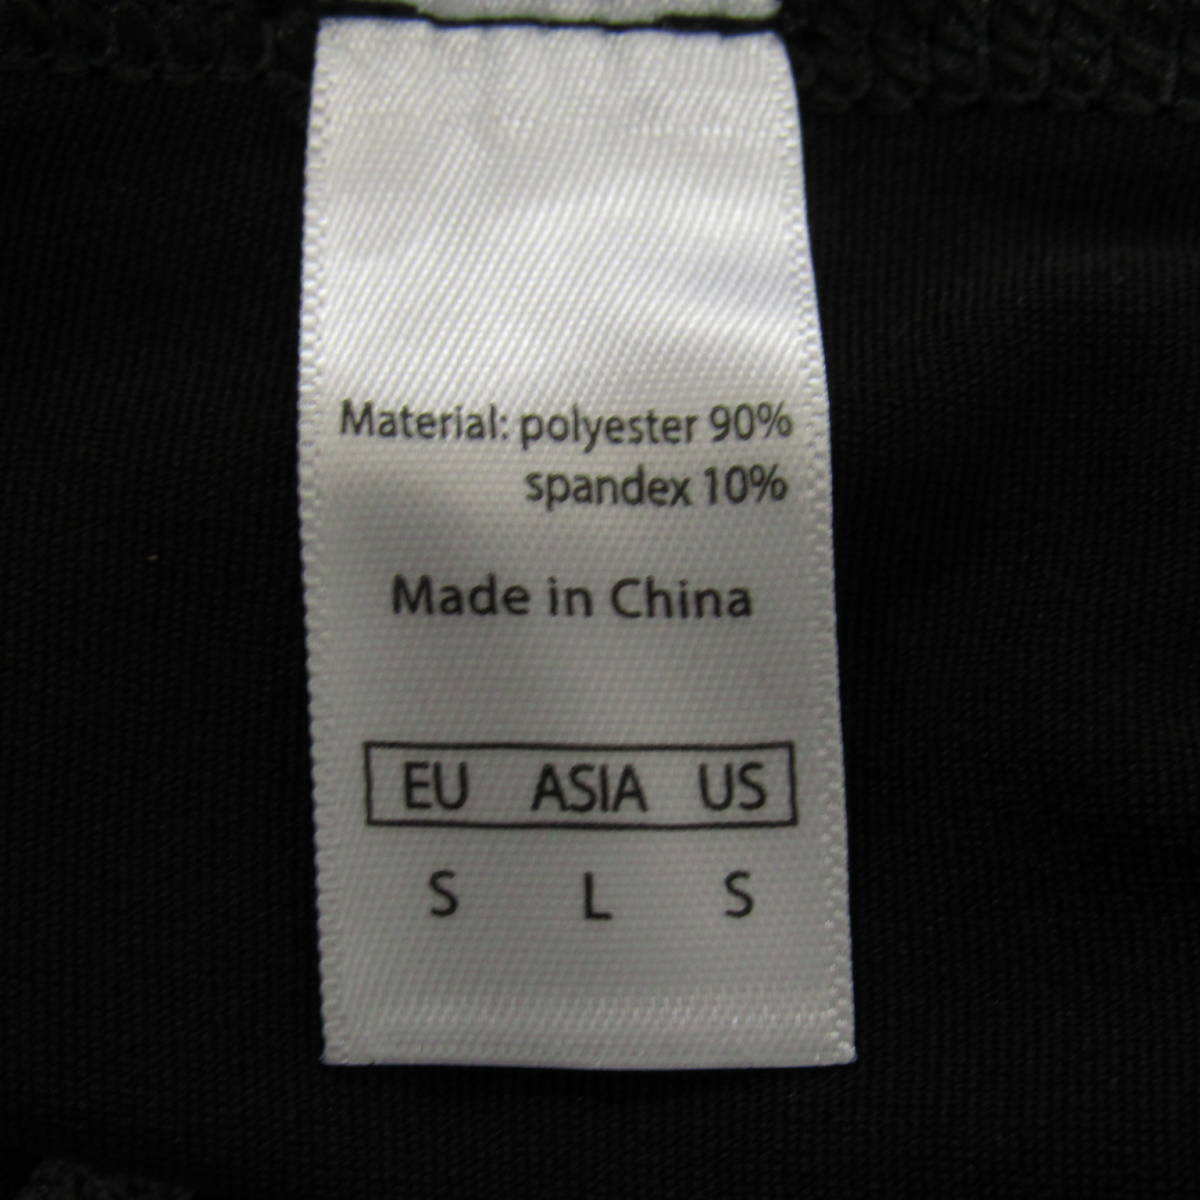 Material: polyester 90%
spandex 10%
Made in China
EU ASIA US
S L S